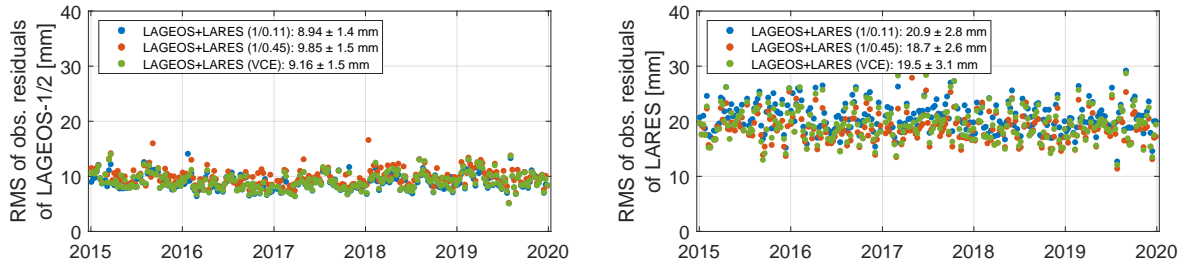 RMS of obs. residuals
of LAGEOS-1/2 [mm]
40
30
20
10
0
LAGEOS+LARES (1/0.11): 8.94 ± 1.4 mm
LAGEOS+LARES (1/0.45): 9.85 ± 1.5 mm
LAGEOS+LARES (VCE): 9.16 ± 1.5 mm
2015 2016 2017 2018 2019 2020
RMS of obs. residuals
of LARES [mm]
40
30
20
10
0
LAGEOS+LARES (1/0.11): 20.9 ± 2.8 mm
LAGEOS+LARES (1/0.45): 18.7 ± 2.6 mm
LAGEOS+LARES (VCE): 19.5 ± 3.1 mm
2015 2016 2017 2018 2019 2020